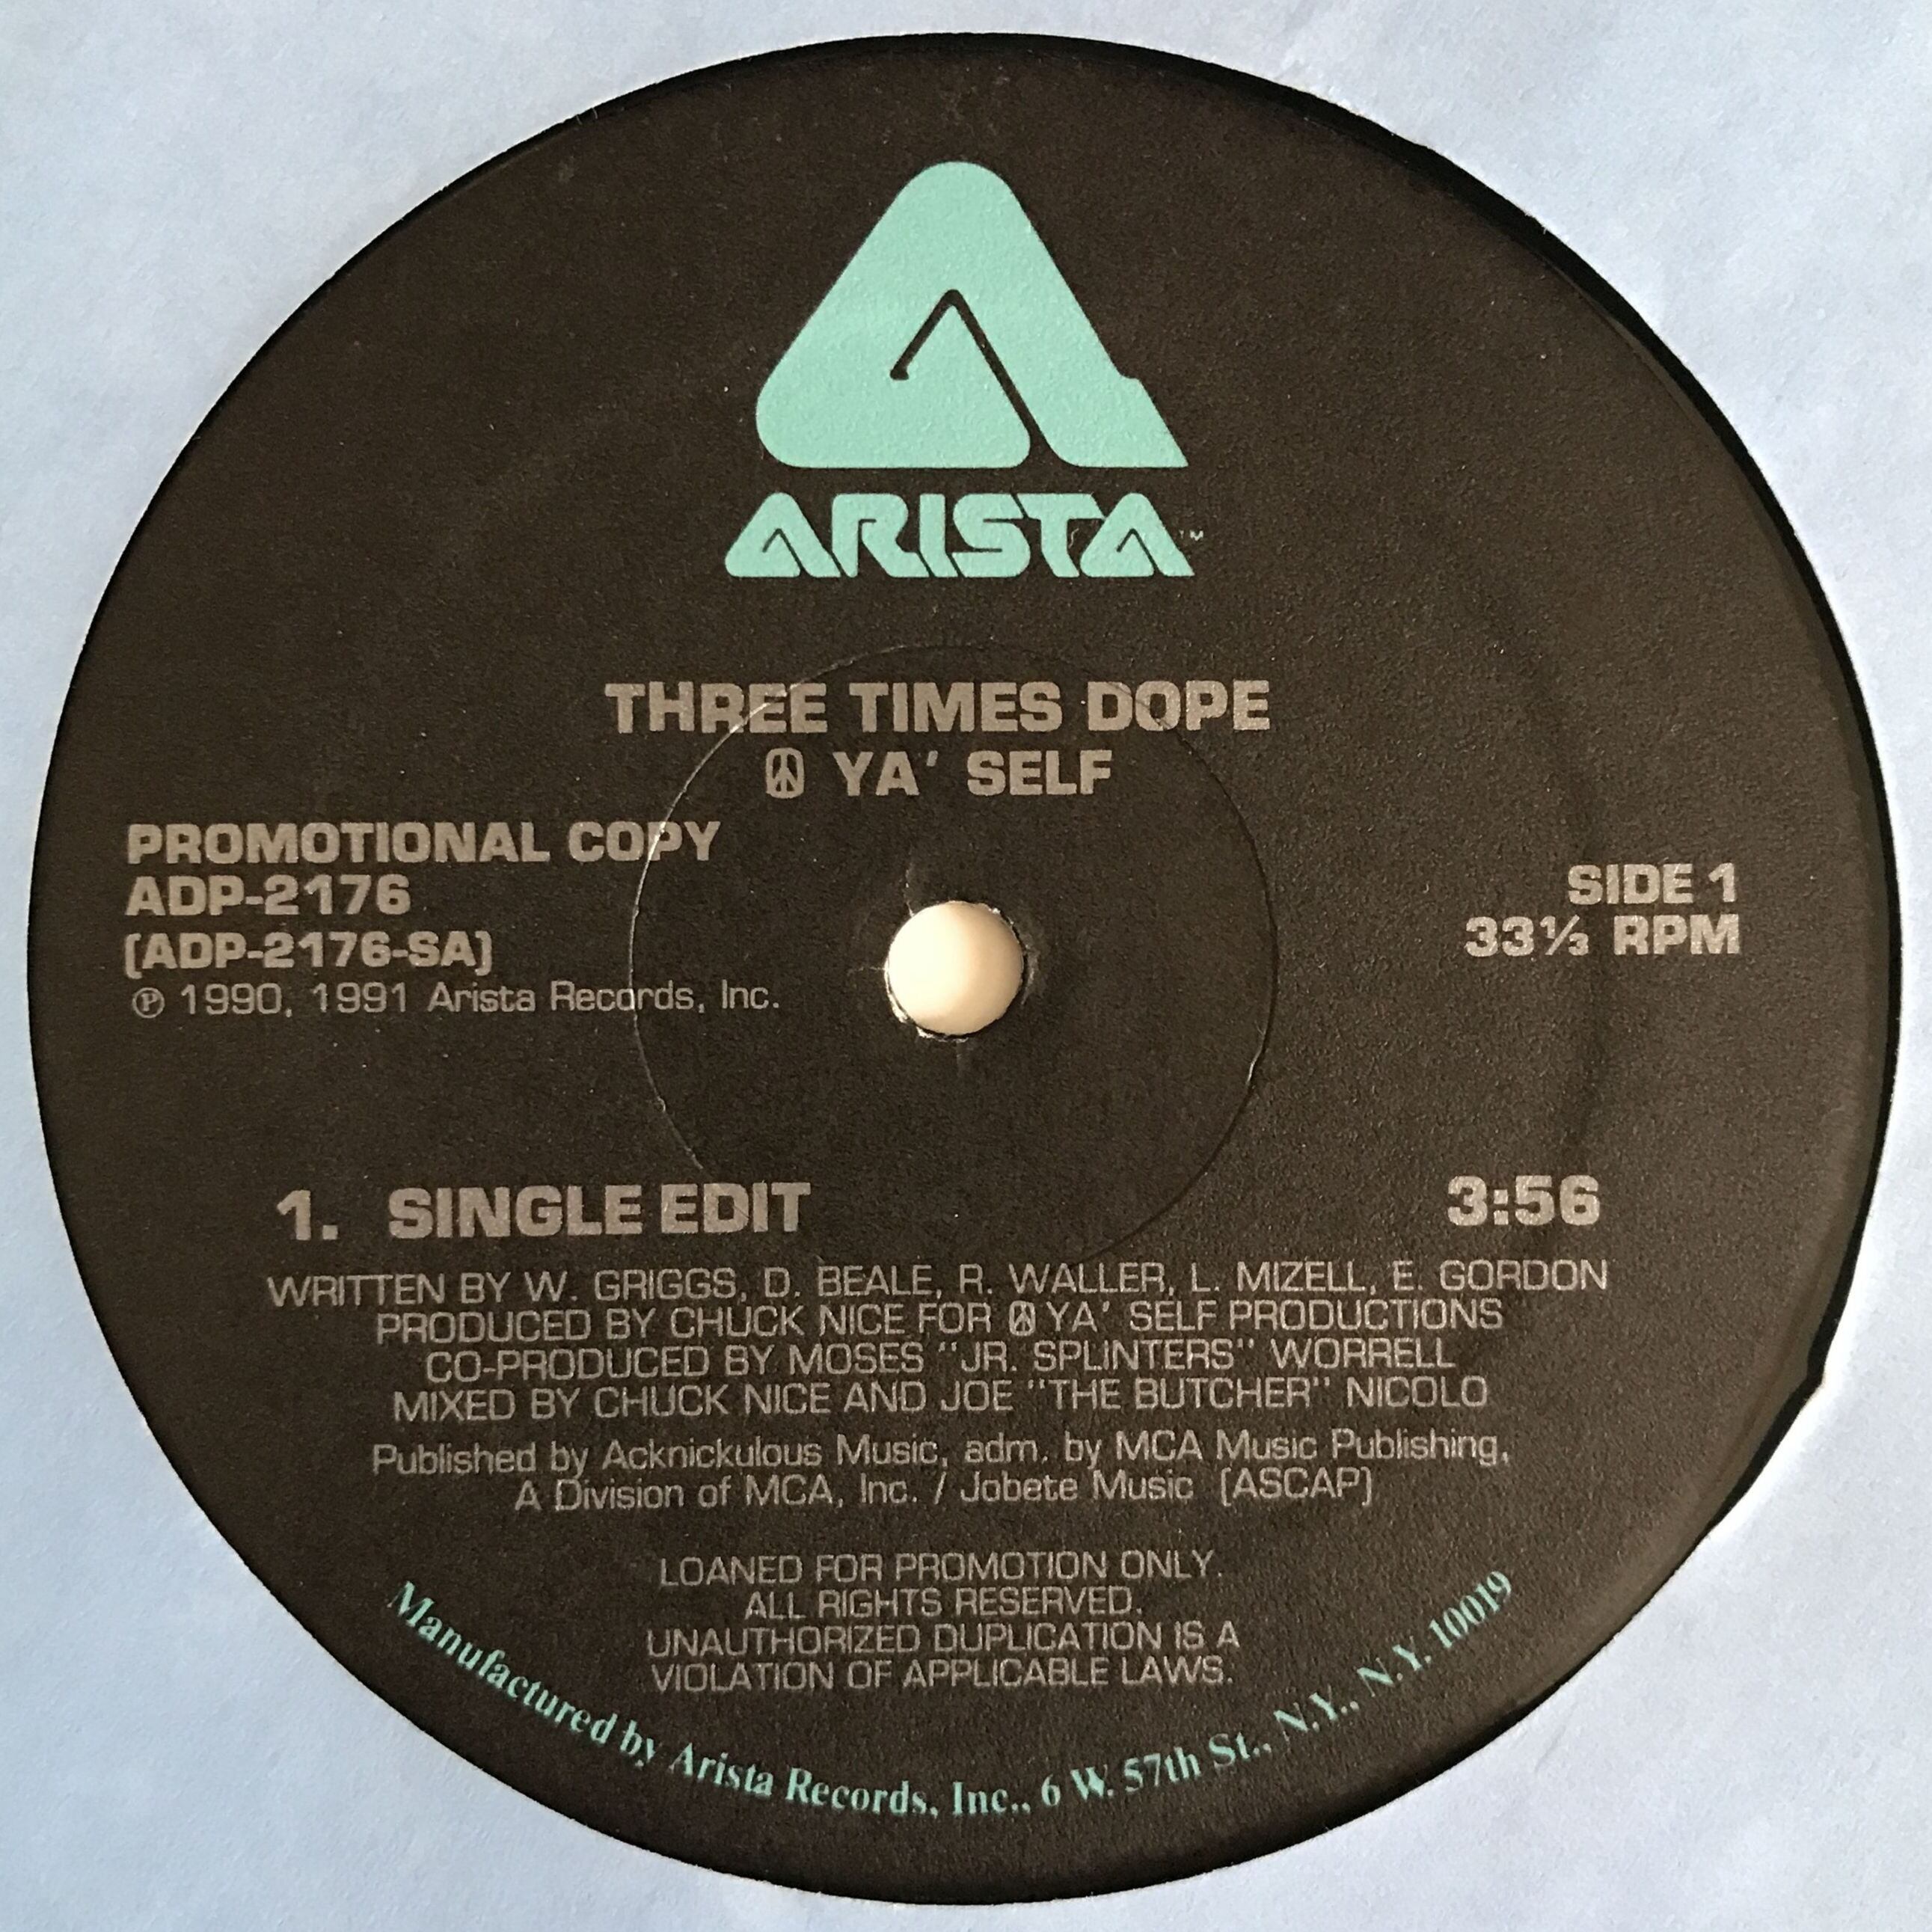 ARISTA™
THREE TIMES DOPE
☮ YA' SELF
PROMOTIONAL COPY
ADP-2176
(ADP-2176-SA)
℗ 1990, 1991 Arista Records, Inc.
SIDE 1
33⅓ RPM
1. SINGLE EDIT 3:56
WRITTEN BY W. GRIGGS, D. BEALE, R. WALLER, L. MIZELL, E. GORDON
PRODUCED BY CHUCK NICE FOR ☮ YA' SELF PRODUCTIONS
CO-PRODUCED BY MOSES "JR. SPLINTERS" WORRELL
MIXED BY CHUCK NICE AND JOE "THE BUTCHER" NICOLO
Published by Acknickulous Music, adm. by MCA Music Publishing,
A Division of MCA, Inc. / Jobete Music (ASCAP)
LOANED FOR PROMOTION ONLY.
ALL RIGHTS RESERVED.
UNAUTHORIZED DUPLICATION IS A
VIOLATION OF APPLICABLE LAWS.
Manufactured by Arista Records, Inc., 6 W. 57th St., N.Y., N.Y. 10019